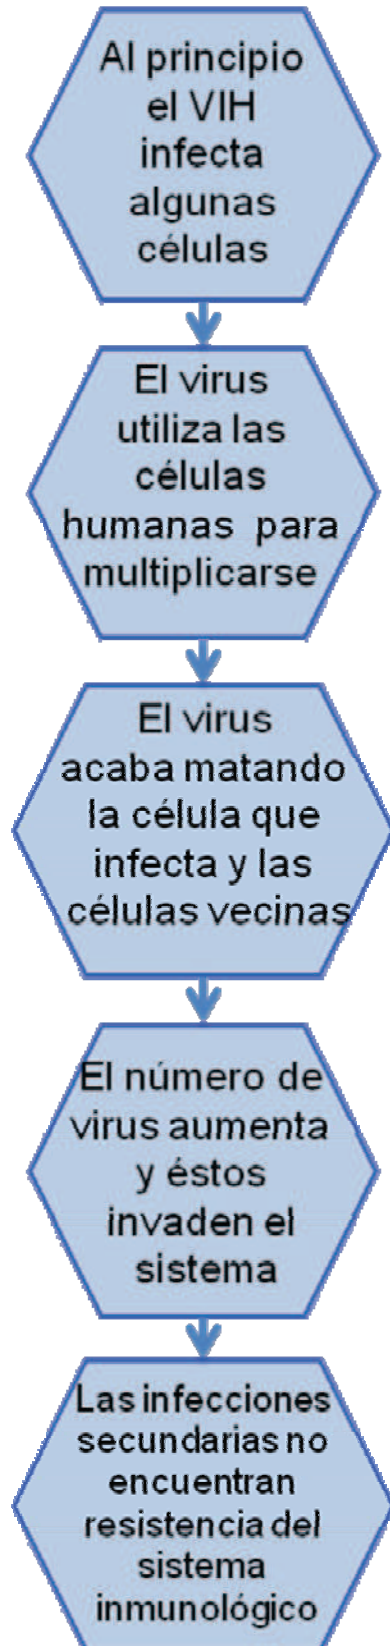 Al principio
el VIH
infecta
algunas
células
El virus
utiliza las
células
humanas para
multiplicarse
El virus
acaba matando
la célula que
infecta y las
células vecinas
El número de
virus aumenta
y éstos
invaden el
sistema
Las infecciones
secundarias no
encuentran
resistencia del
sistema
inmunológico